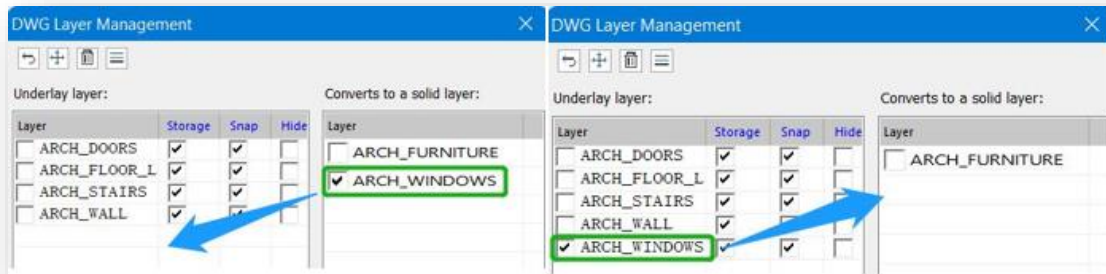 DWG Layer Management
Underlay layer:
Converts to a solid layer:
Layer Storage Snap Hide
Layer
ARCH_DOORS
ARCH_FLOOR_L
ARCH_STAIRS
ARCH_WALL
ARCH_FURNITURE
ARCH_WINDOWS
DWG Layer Management
Underlay layer:
Converts to a solid layer:
Layer Storage Snap Hide
Layer
ARCH_DOORS
ARCH_FLOOR_L
ARCH_STAIRS
ARCH_WALL
ARCH_WINDOWS
ARCH_FURNITURE